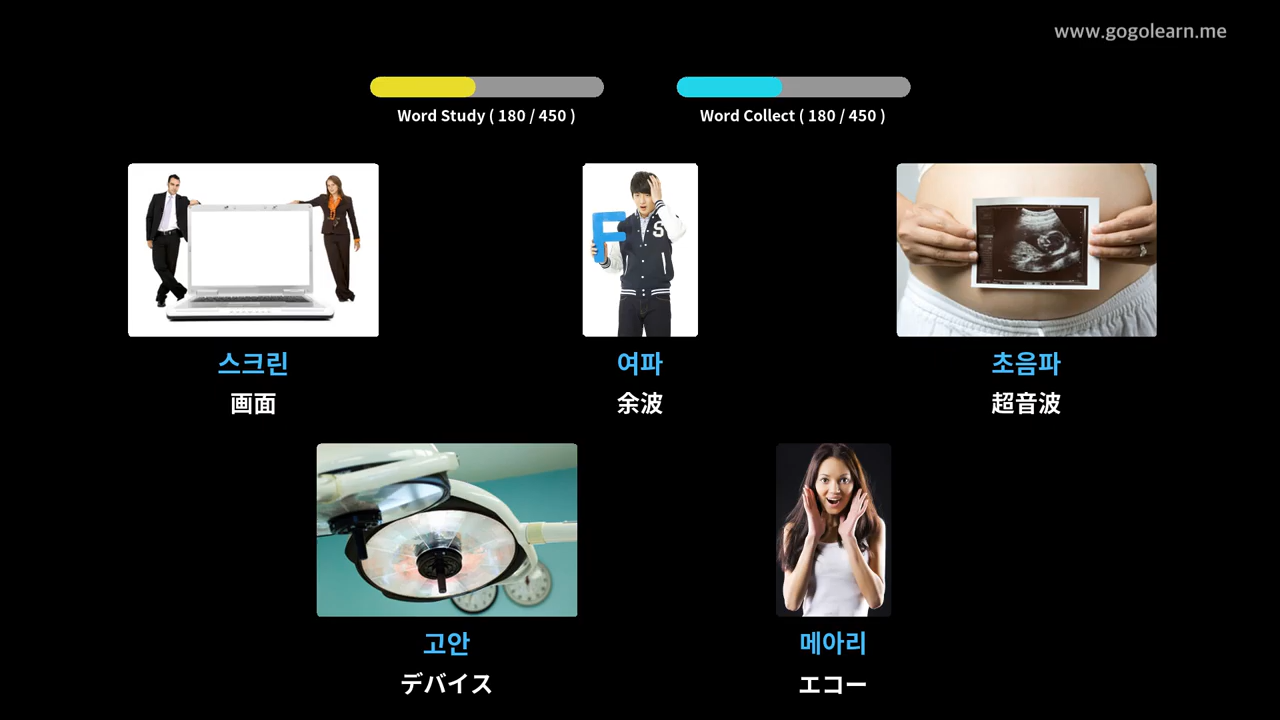 www.gogolearn.me
Word Study ( 180 / 450 )
Word Collect ( 180 / 450 )
F
S
스크린
画面
여파
余波
초음파
超音波
고안
デバイス
메아리
エコー